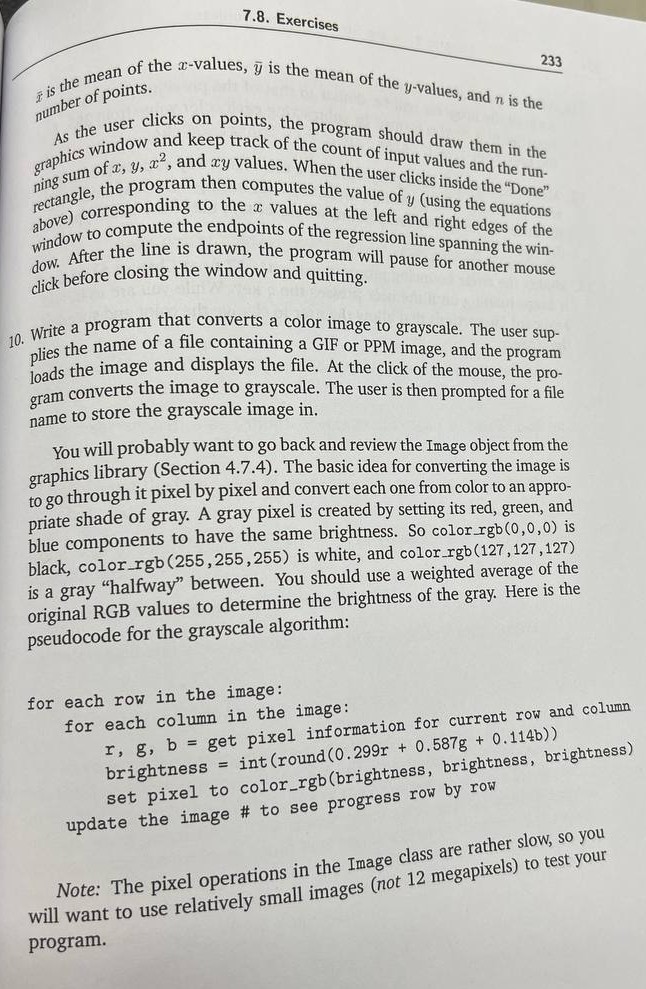 7.8. Exercises
233
x̄ is the mean of the x-values, ȳ is the mean of the y-values, and n is the
number of points.
As the user clicks on points, the program should draw them in the
graphics window and keep track of the count of input values and the run-
ning sum of x, y, x², and xy values. When the user clicks inside the “Done”
rectangle, the program then computes the value of y (using the equations
above) corresponding to the x values at the left and right edges of the
window to compute the endpoints of the regression line spanning the win-
dow. After the line is drawn, the program will pause for another mouse
click before closing the window and quitting.
10. Write a program that converts a color image to grayscale. The user sup-
plies the name of a file containing a GIF or PPM image, and the program
loads the image and displays the file. At the click of the mouse, the pro-
gram converts the image to grayscale. The user is then prompted for a file
name to store the grayscale image in.
You will probably want to go back and review the Image object from the
graphics library (Section 4.7.4). The basic idea for converting the image is
to go through it pixel by pixel and convert each one from color to an appro-
priate shade of gray. A gray pixel is created by setting its red, green, and
blue components to have the same brightness. So color_rgb(0,0,0) is
black, color_rgb(255,255,255) is white, and color_rgb(127,127,127)
is a gray “halfway” between. You should use a weighted average of the
original RGB values to determine the brightness of the gray. Here is the
pseudocode for the grayscale algorithm:
for each row in the image:
for each column in the image:
r, g, b = get pixel information for current row and column
brightness = int(round(0.299r + 0.587g + 0.114b))
set pixel to color_rgb(brightness, brightness, brightness)
update the image # to see progress row by row
Note: The pixel operations in the Image class are rather slow, so you
will want to use relatively small images (not 12 megapixels) to test your
program.